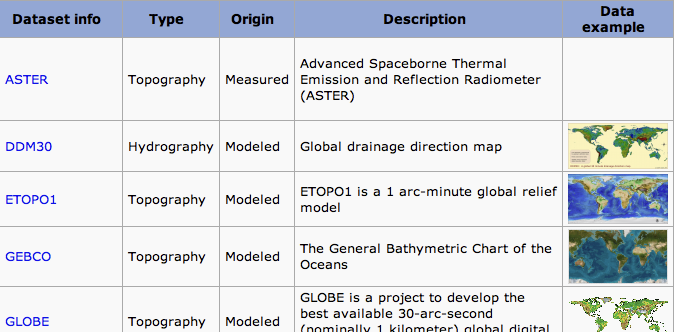 Dataset info Type Origin Description Data example
ASTER Topography Measured Advanced Spaceborne Thermal
Emission and Reflection Radiometer
(ASTER)
DDM30 Hydrography Modeled Global drainage direction map
ETOPO1 Topography Modeled ETOPO1 is a 1 arc-minute global relief
model
GEBCO Topography Modeled The General Bathymetric Chart of the
Oceans
GLOBE Topography Modeled GLOBE is a project to develop the
best available 30-arc-second
(nominally 1 kilometer) global digital